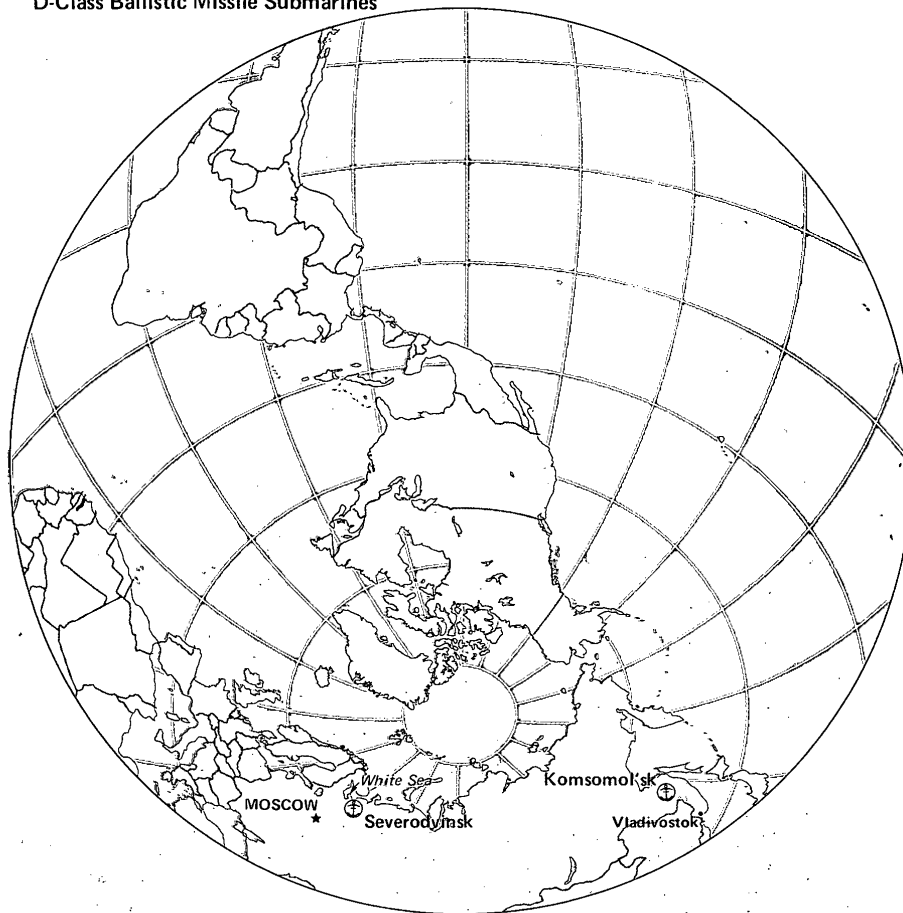 D-Class Ballistic Missile Submarines
White Sea
Komsomol'sk
MOSCOW
Severodvinsk
Vladivostok